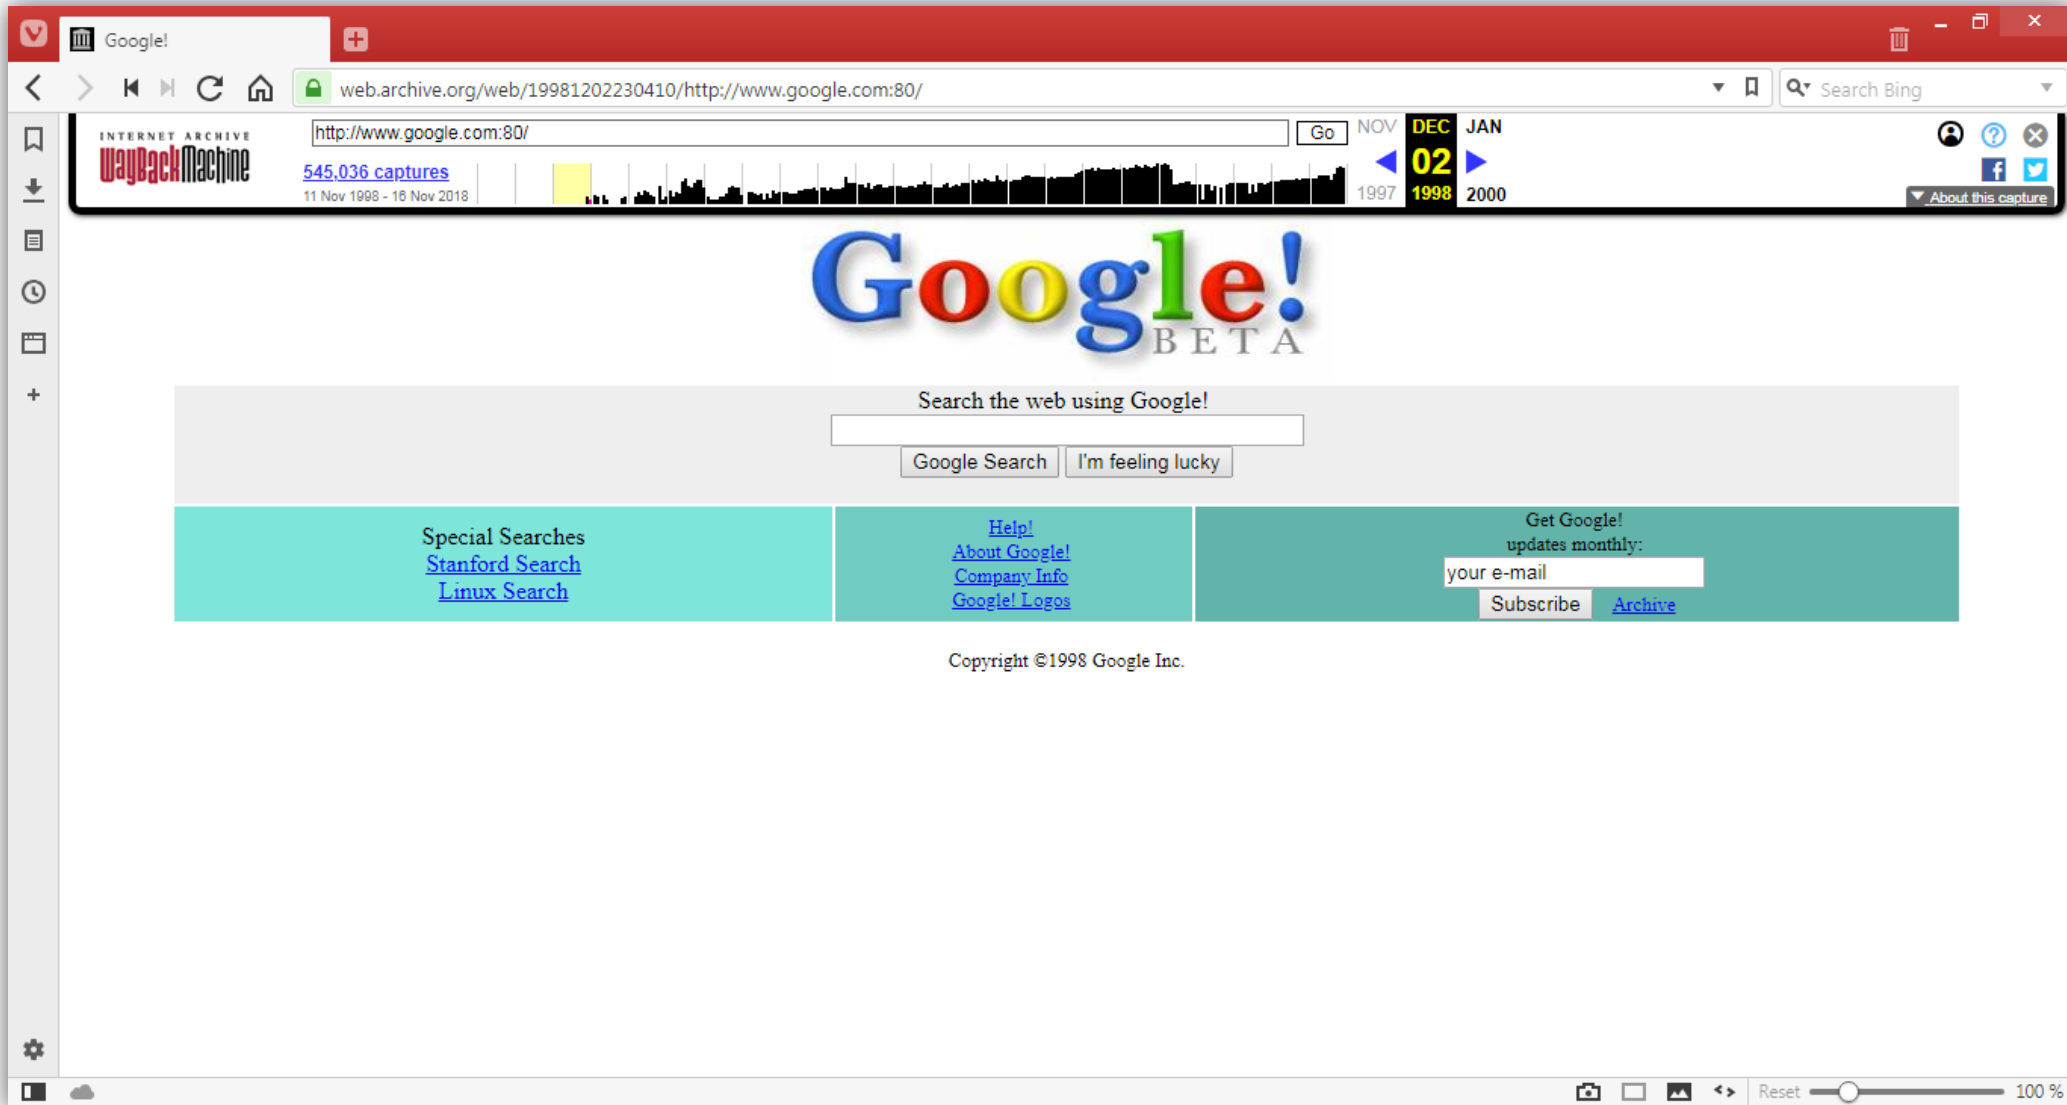 Google!
web.archive.org/web/19981202230410/http://www.google.com:80/
Search Bing
INTERNET ARCHIVE
WayBackMachine
http://www.google.com:80/
Go
545,036 captures
11 Nov 1998 - 16 Nov 2018
NOV DEC JAN
02
1997 1998 2000
About this capture
Google!
BETA
Search the web using Google!
Google Search I'm feeling lucky
Special Searches
Stanford Search
Linux Search
Help!
About Google!
Company Info
Google! Logos
Get Google!
updates monthly:
your e-mail
Subscribe Archive
Copyright ©1998 Google Inc.
Reset 100 %